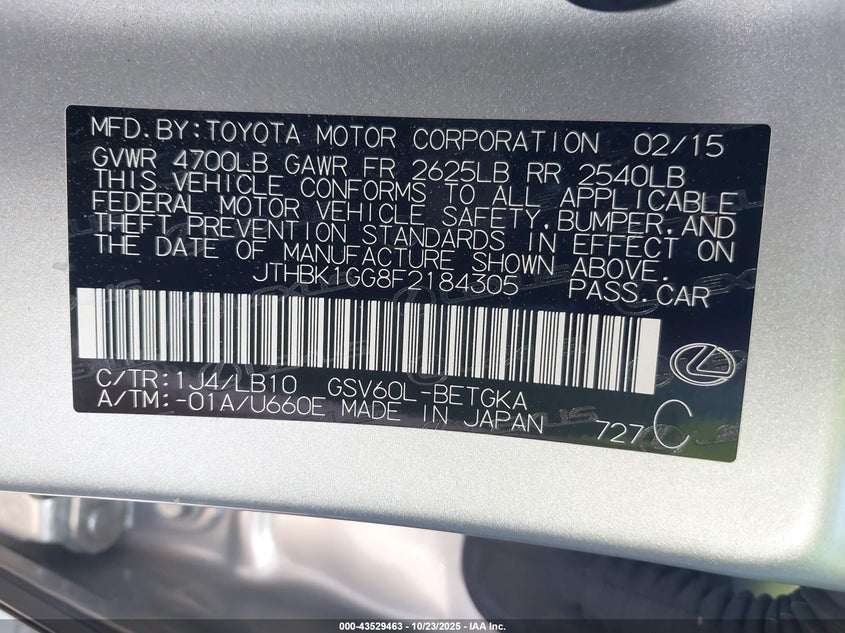 MFD.BY:TOYOTA MOTOR CORPORATION 02/15
GVWR 4700LB GAWR FR 2625LB RR 2540LB
THIS VEHICLE CONFORMS TO ALL APPLICABLE
FEDERAL MOTOR VEHICLE SAFETY,BUMPER,AND
THEFT PREVENTION STANDARDS IN EFFECT ON
THE DATE OF MANUFACTURE SHOWN ABOVE.
JTHBK1GG8F2184305 PASS.CAR
C/TR:1J4/LB10 GSV60L-BETGKA
A/TM:-01A/U660E MADE IN JAPAN 727 C
000-43529463 - 10/23/2025 - IAA Inc.